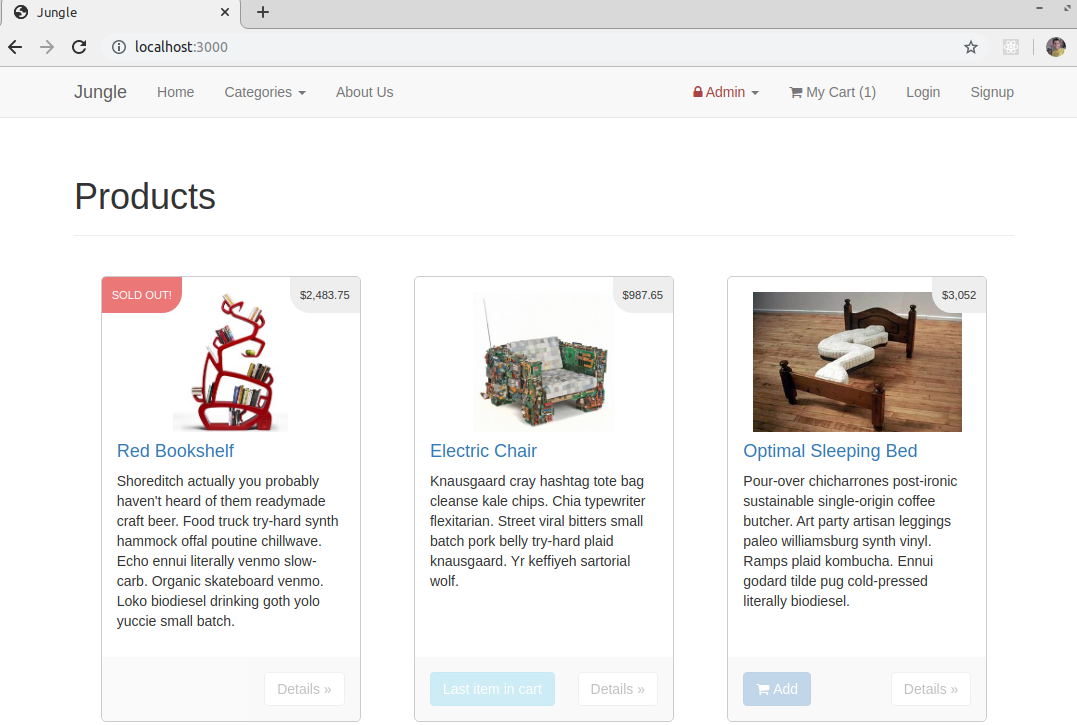 Jungle
localhost:3000
Jungle Home Categories About Us Admin My Cart (1) Login Signup
Products
SOLD OUT! $2,483.75
Red Bookshelf
Shoreditch actually you probably
haven't heard of them readymade
craft beer. Food truck try-hard synth
hammock offal poutine chillwave.
Echo ennui literally venmo slow-
carb. Organic skateboard venmo.
Loko biodiesel drinking goth yolo
yuccie small batch.
Details »
$987.65
Electric Chair
Knausgaard cray hashtag tote bag
cleanse kale chips. Chia typewriter
flexitarian. Street viral bitters small
batch pork belly try-hard plaid
knausgaard. Yr keffiyeh sartorial
wolf.
Last item in cart Details »
$3,052
Optimal Sleeping Bed
Pour-over chicharrones post-ironic
sustainable single-origin coffee
butcher. Art party artisan leggings
paleo williamsburg synth vinyl.
Ramps plaid kombucha. Ennui
godard tilde pug cold-pressed
literally biodiesel.
Add Details »